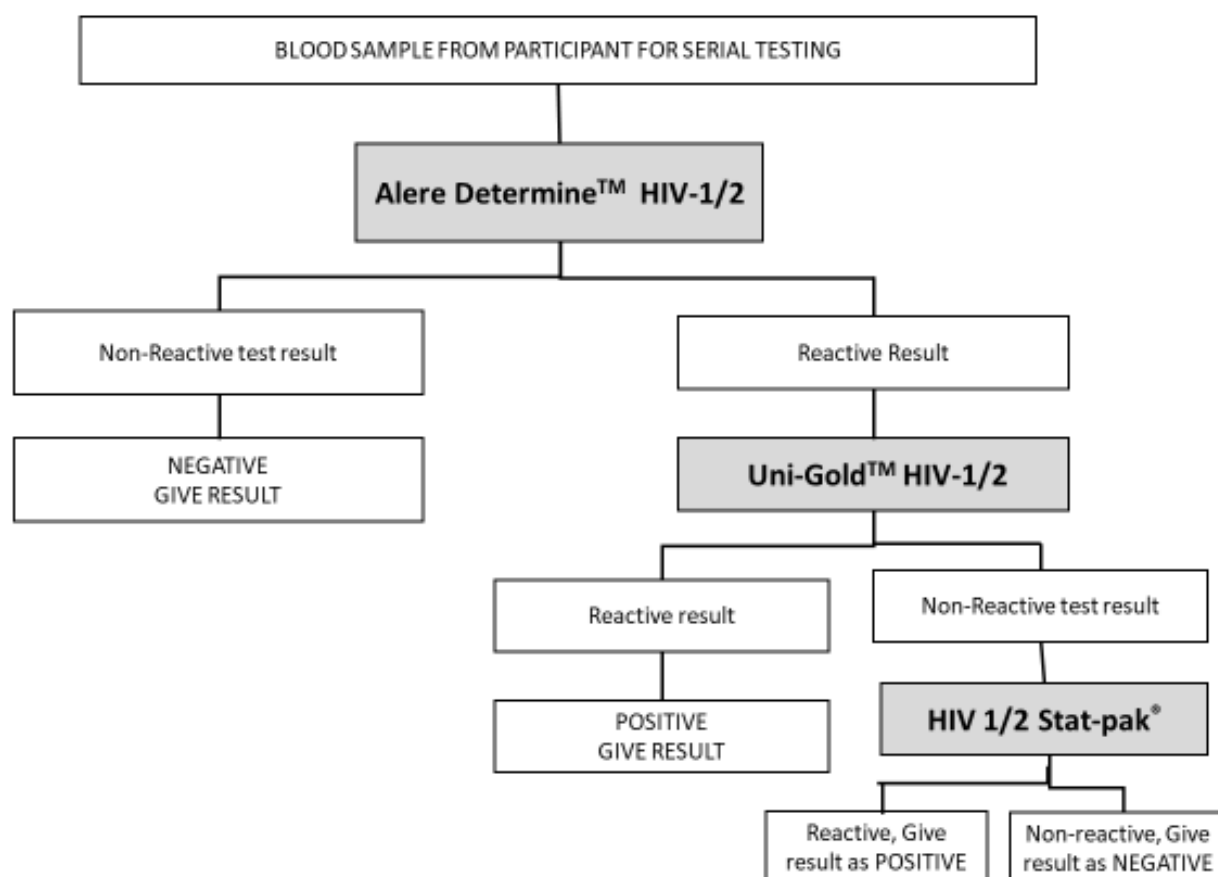 BLOOD SAMPLE FROM PARTICIPANT FOR SERIAL TESTING
Alere Determine™ HIV-1/2
Non-Reactive test result
Reactive Result
NEGATIVE
GIVE RESULT
Uni-Gold™ HIV-1/2
Reactive result
Non-Reactive test result
POSITIVE
GIVE RESULT
HIV 1/2 Stat-pak®
Reactive, Give
result as POSITIVE
Non-reactive, Give
result as NEGATIVE